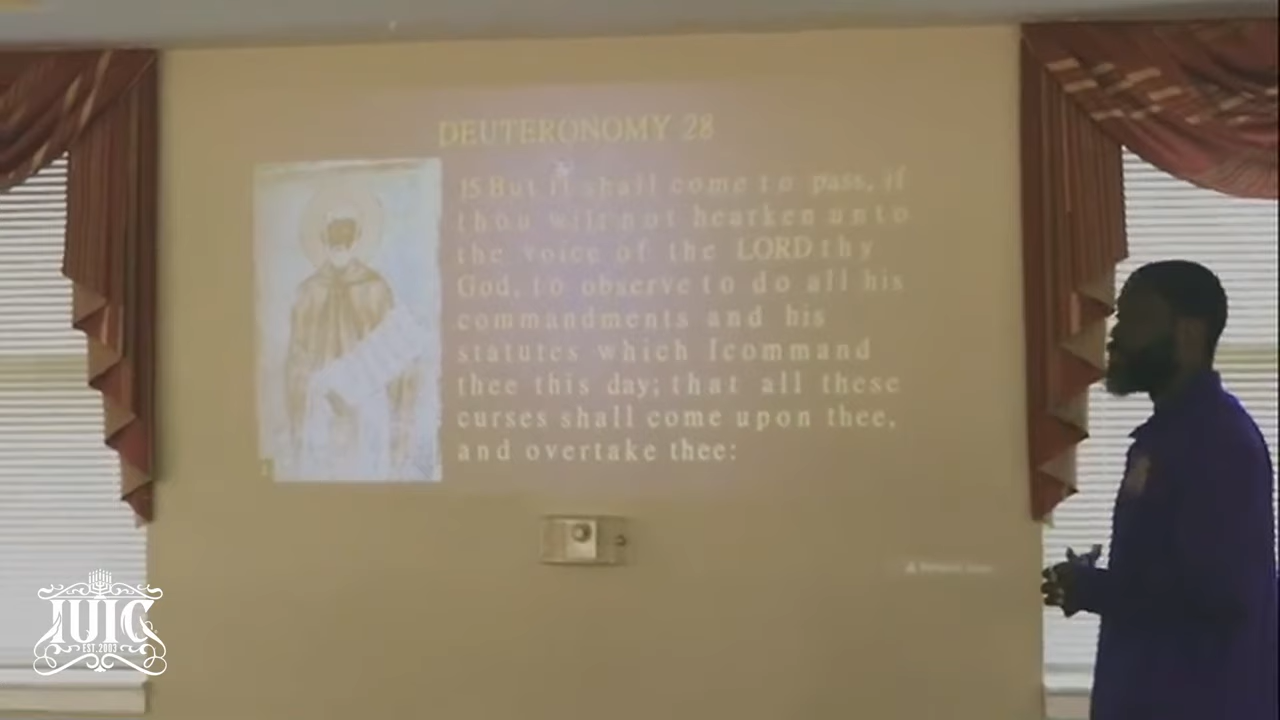 DEUTERONOMY 28
15 But it shall come to pass, if
thou wilt not hearken unto
the voice of the LORD thy
God, to observe to do all his
commandments and his
statutes which I command
thee this day; that all these
curses shall come upon thee,
and overtake thee:
IUIC
EST. 2003